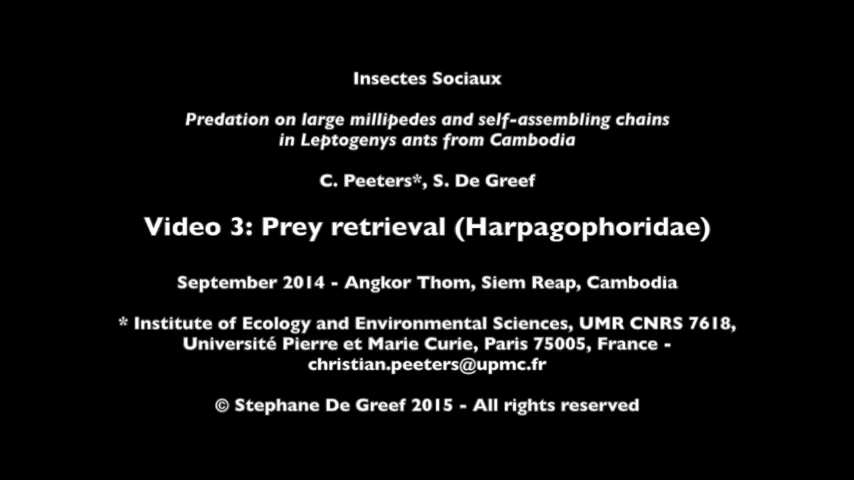 Insectes Sociaux
Predation on large millipedes and self-assembling chains
in Leptogenys ants from Cambodia
C. Peeters*, S. De Greef
Video 3: Prey retrieval (Harpagophoridae)
September 2014 - Angkor Thom, Siem Reap, Cambodia
* Institute of Ecology and Environmental Sciences, UMR CNRS 7618,
Université Pierre et Marie Curie, Paris 75005, France -
christian.peeters@upmc.fr
© Stephane De Greef 2015 - All rights reserved